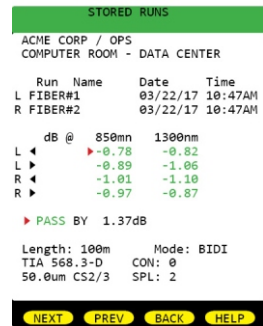 STORED RUNS
ACME CORP / OPS
COMPUTER ROOM - DATA CENTER
Run Name Date Time
L FIBER#1 03/22/17 10:47AM
R FIBER#2 03/22/17 10:47AM
dB @ 850mn 1300nm
L ◀ ▶-0.78 -0.82
L ▶ -0.89 -1.06
R ◀ -1.01 -1.10
R ▶ -0.97 -0.87
▶ PASS BY 1.37dB
Length: 100m Mode: BIDI
TIA 568.3-D CON: 0
50.0um CS2/3 SPL: 2
NEXT PREV BACK HELP